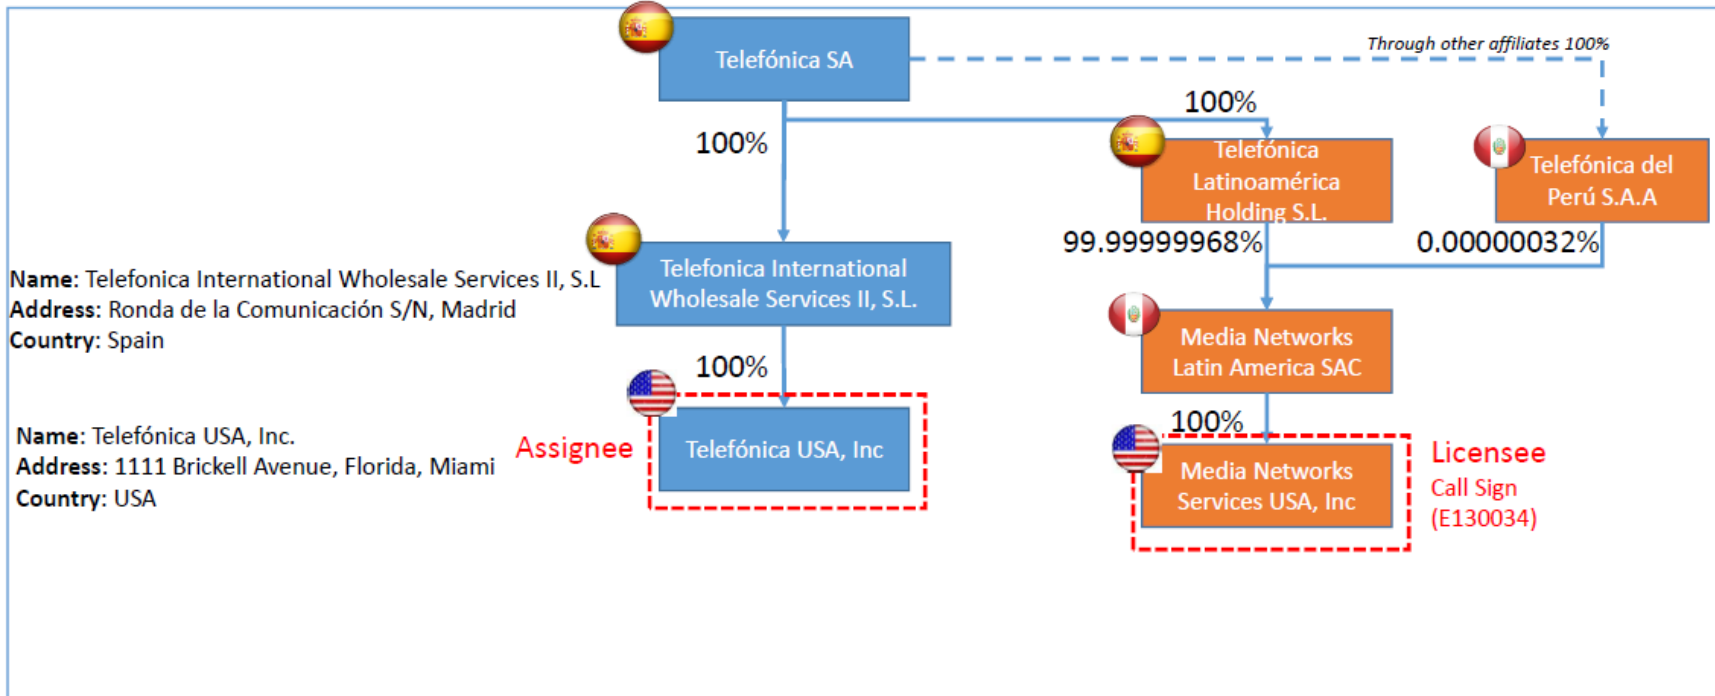 Telefónica SA
Through other affiliates 100%
100%
100%
Telefónica
Latinoamérica
Holding S.L.
Telefónica del
Perú S.A.A
99.99999968%
0.00000032%
Telefonica International
Wholesale Services II, S.L.
Name: Telefonica International Wholesale Services II, S.L
Address: Ronda de la Comunicación S/N, Madrid
Country: Spain
Media Networks
Latin America SAC
100%
100%
Name: Telefónica USA, Inc.
Address: 1111 Brickell Avenue, Florida, Miami
Country: USA
Assignee
Telefónica USA, Inc
Media Networks
Services USA, Inc
Licensee
Call Sign
(E130034)